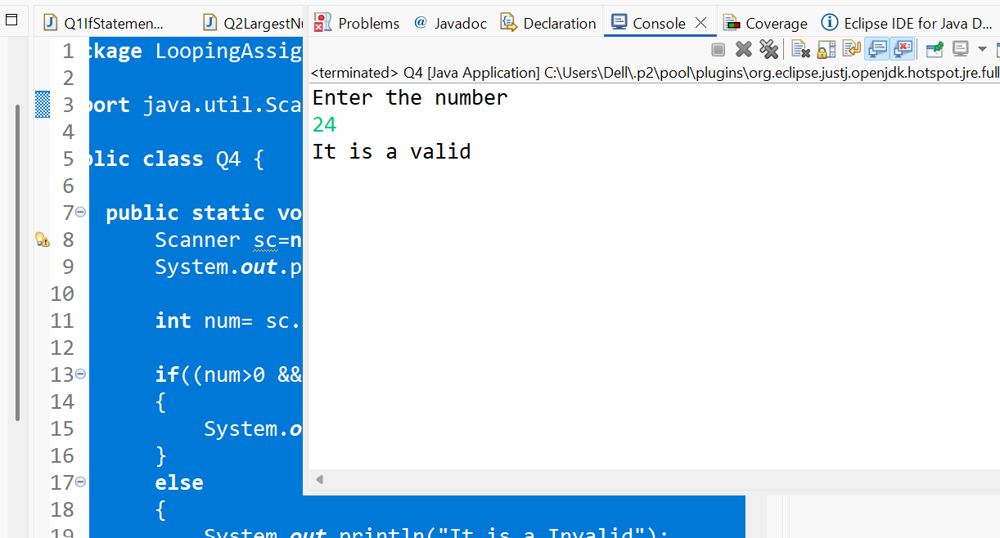 Q1IfStatemen... Q2LargestNu Problems @ Javadoc Declaration Console Coverage Eclipse IDE for Java D...
<terminated> Q4 [Java Application] C:\Users\Dell\.p2\pool\plugins\org.eclipse.justj.openjdk.hotspot.jre.full
Enter the number
24
It is a valid
1 ckage LoopingAssig
2
3 port java.util.Sca
4
5 blic class Q4 {
6
7 public static vo
8 Scanner sc=n
9 System.out.p
10
11 int num= sc.
12
13 if((num>0 &&
14 {
15 System.o
16 }
17 else
18 {
19 System.out.println("It is a Invalid");